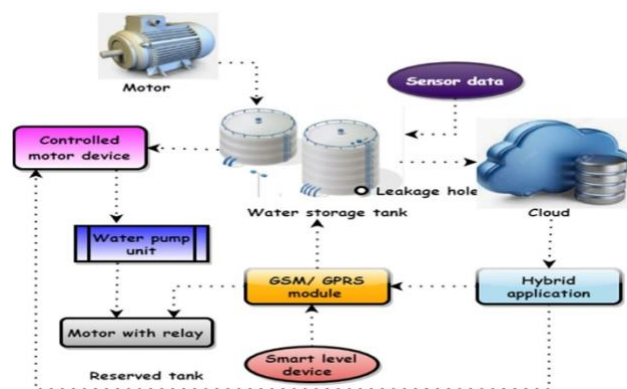 Motor
Sensor data
Controlled
motor device
Leakage hole
Water storage tank
Cloud
Water pump
unit
GSM/ GPRS
module
Hybrid
application
Motor with relay
Smart level
device
Reserved tank